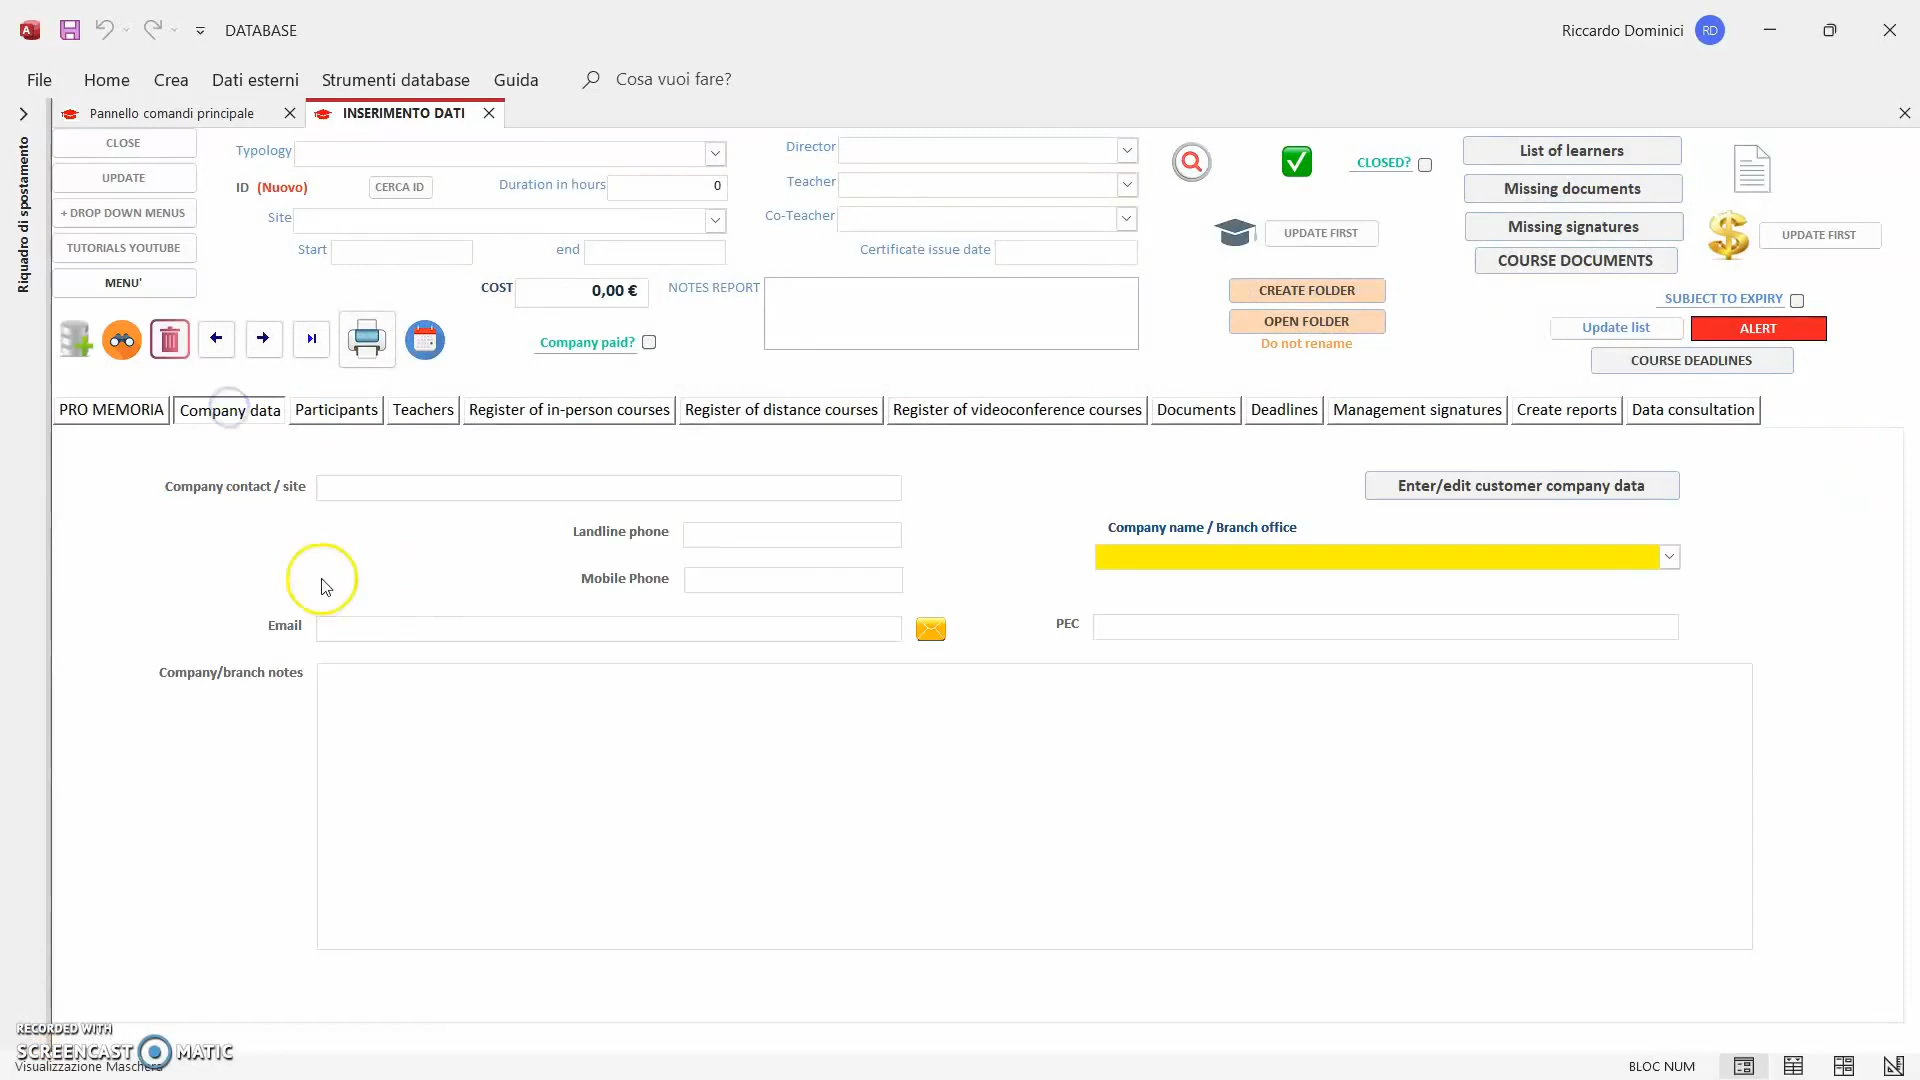 DATABASE
Riccardo Dominici RD
File Home Crea Dati esterni Strumenti database Guida Cosa vuoi fare?
Riquadro di spostamento
Pannello comandi principale INSERIMENTO DATI
CLOSE
UPDATE
+ DROP DOWN MENUS
TUTORIALS YOUTUBE
MENU'
Typology
ID (Nuovo) CERCA ID Duration in hours 0
Site
Start end
COST 0,00 €
Company paid?
Director
Teacher
Co-Teacher
Certificate issue date
NOTES REPORT
CLOSED?
UPDATE FIRST
CREATE FOLDER
OPEN FOLDER
Do not rename
List of learners
Missing documents
Missing signatures
COURSE DOCUMENTS
UPDATE FIRST
SUBJECT TO EXPIRY
Update list ALERT
COURSE DEADLINES
PRO MEMORIA Company data Participants Teachers Register of in-person courses Register of distance courses Register of videoconference courses Documents Deadlines Management signatures Create reports Data consultation
Company contact / site
Enter/edit customer company data
Landline phone
Company name / Branch office
Mobile Phone
Email
PEC
Company/branch notes
RECORDED WITH
SCREENCAST MATIC
Visualizzazione Maschera
BLOC NUM